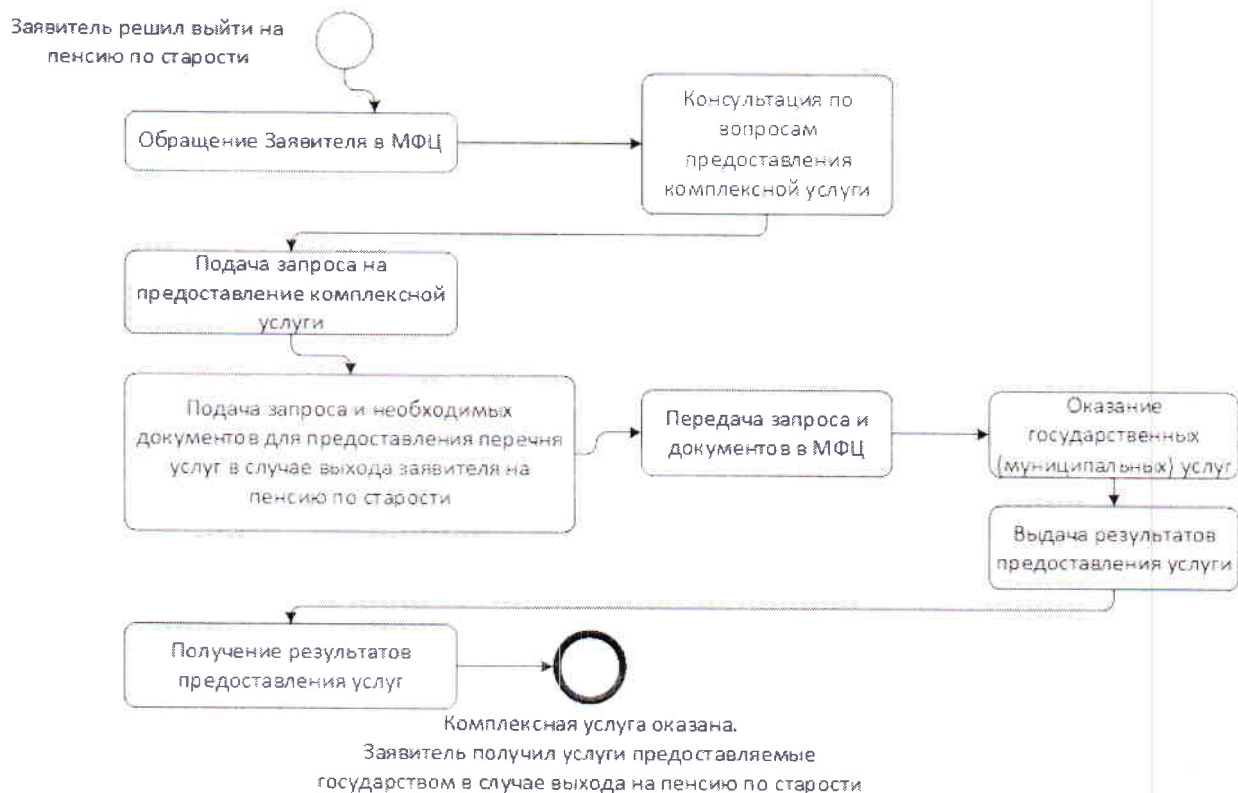 Заявитель решил выйти на
пенсию по старости
Обращение Заявителя в МФЦ
Консультация по
вопросам
предоставления
комплексной услуги
Подача запроса на
предоставление комплексной
услуги
Подача запроса и необходимых
документов для предоставления перечня
услуг в случае выхода заявителя на
пенсию по старости
Передача запроса и
документов в МФЦ
Оказание
государственных
(муниципальных) услуг
Выдача результатов
предоставления услуги
Получение результатов
предоставления услуг
Комплексная услуга оказана.
Заявитель получил услуги предоставляемые
государством в случае выхода на пенсию по старости